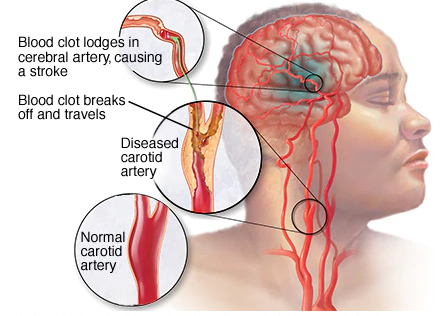 Blood clot lodges in
cerebral artery, causing
a stroke
Blood clot breaks
off and travels
Diseased
carotid
artery
Normal
carotid
artery